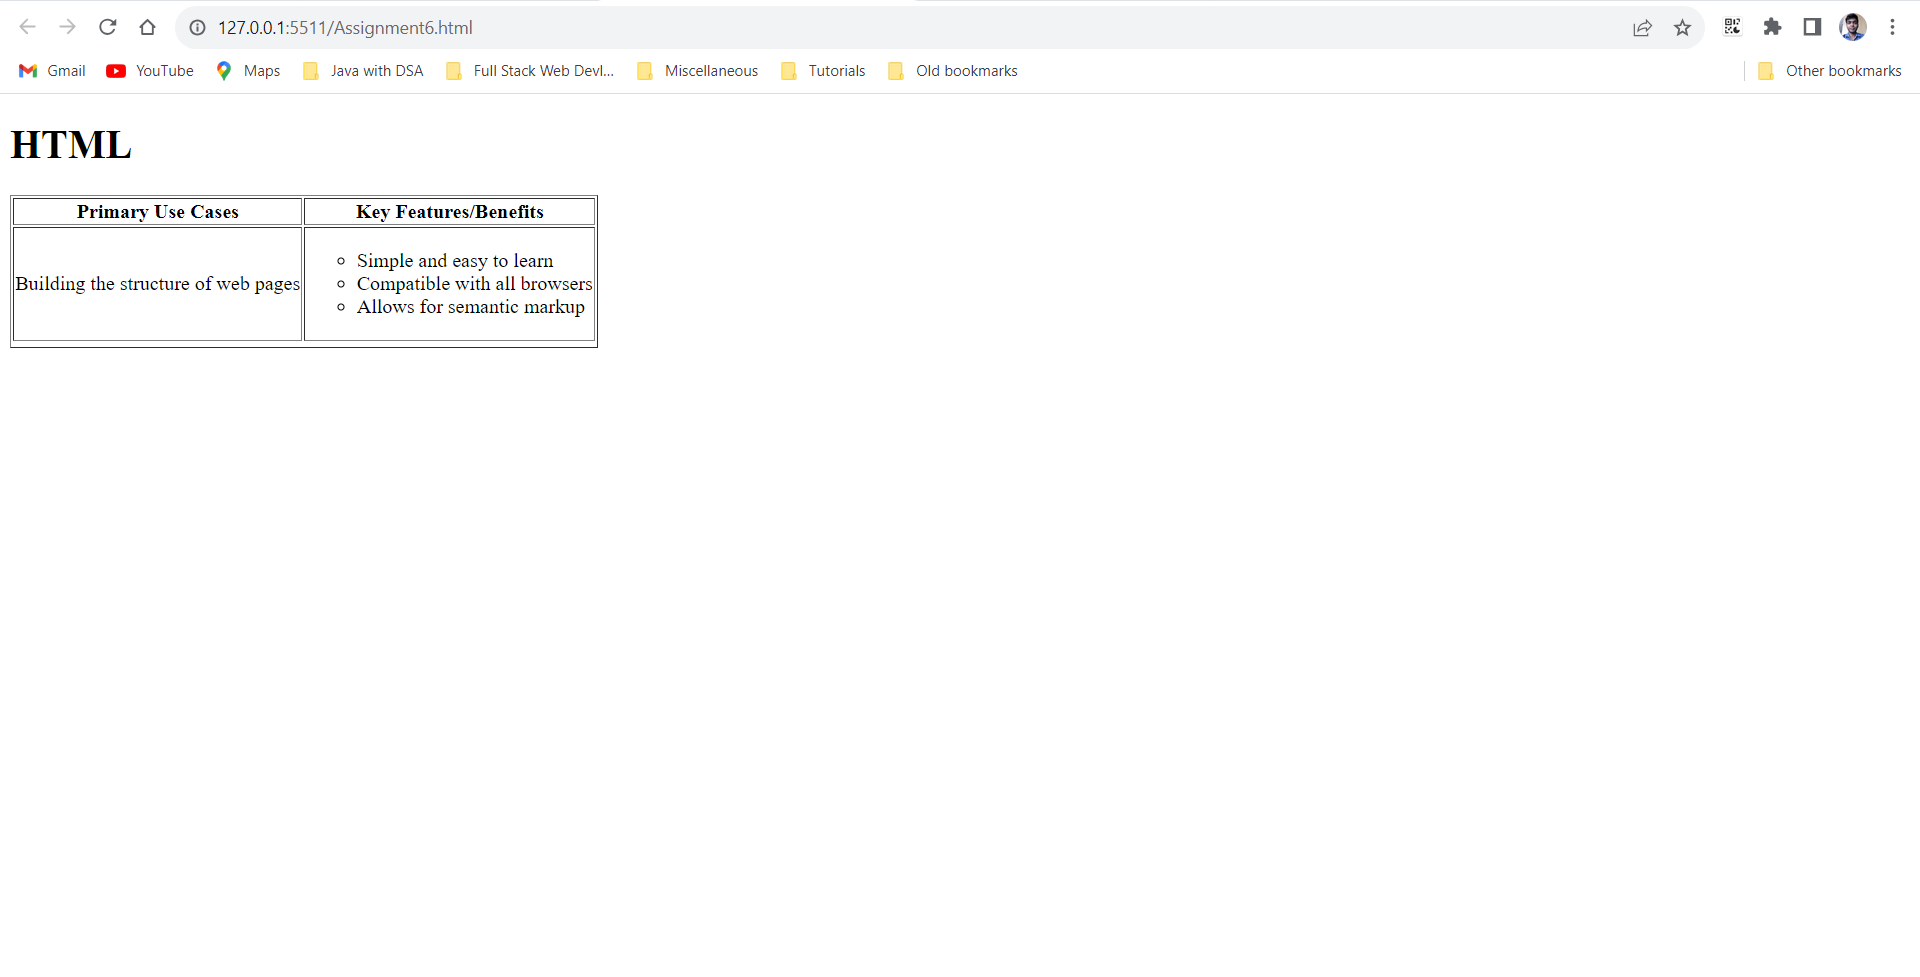 127.0.0.1:5511/Assignment6.html
Gmail YouTube Maps Java with DSA Full Stack Web Devl... Miscellaneous Tutorials Old bookmarks Other bookmarks
HTML
Primary Use Cases Key Features/Benefits
Building the structure of web pages
Simple and easy to learn
Compatible with all browsers
Allows for semantic markup